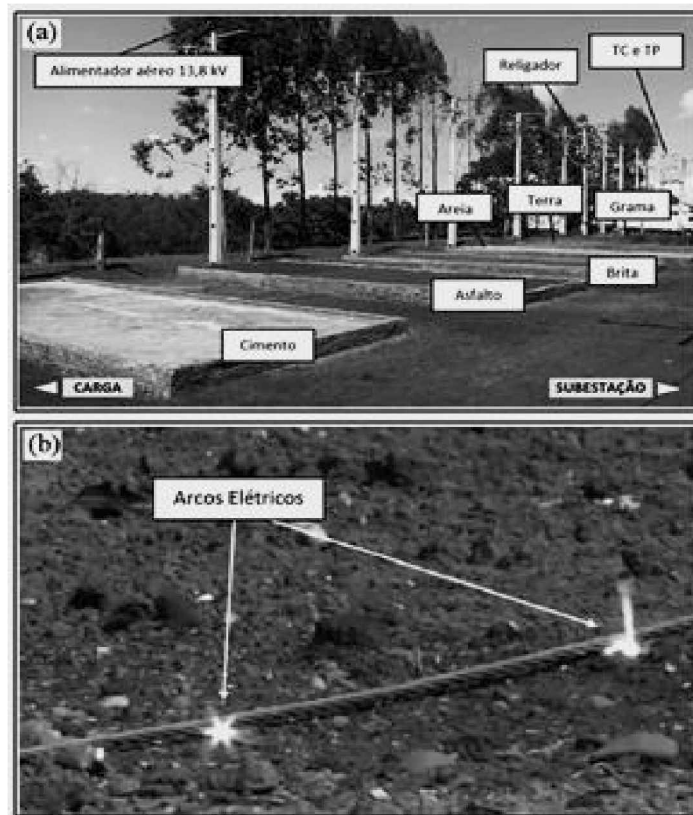 (a)
Alimentador aéreo 13,8 kV
Religador
TC e TP
Areia
Terra
Grama
Brita
Asfalto
Cimento
CARGA
SUBESTAÇÃO
(b)
Arcos Elétricos